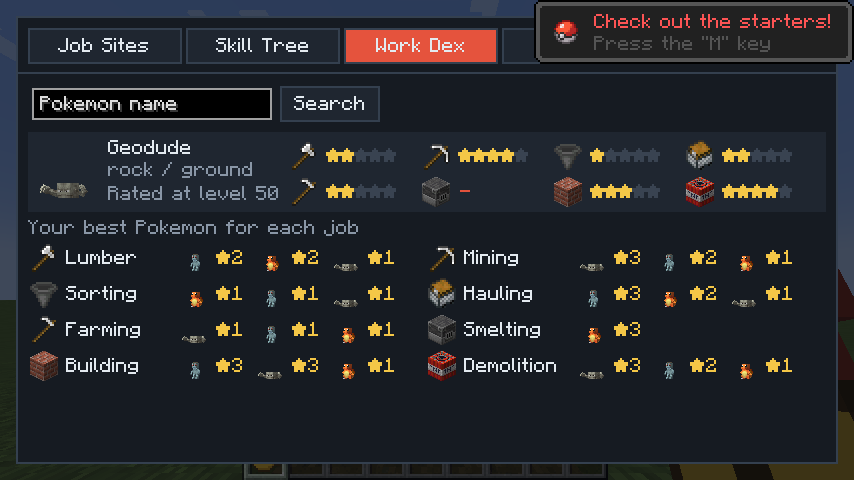 Check out the starters!
Press the "M" key
Job Sites
Skill Tree
Work Dex
Pokemon name
Search
Geodude
rock / ground
Rated at level 50
-
Your best Pokemon for each job
Lumber 2 2 1
Mining 3 2 1
Sorting 1 1 1
Hauling 3 2 1
Farming 1 1 1
Smelting 3
Building 3 3 1
Demolition 3 2 1